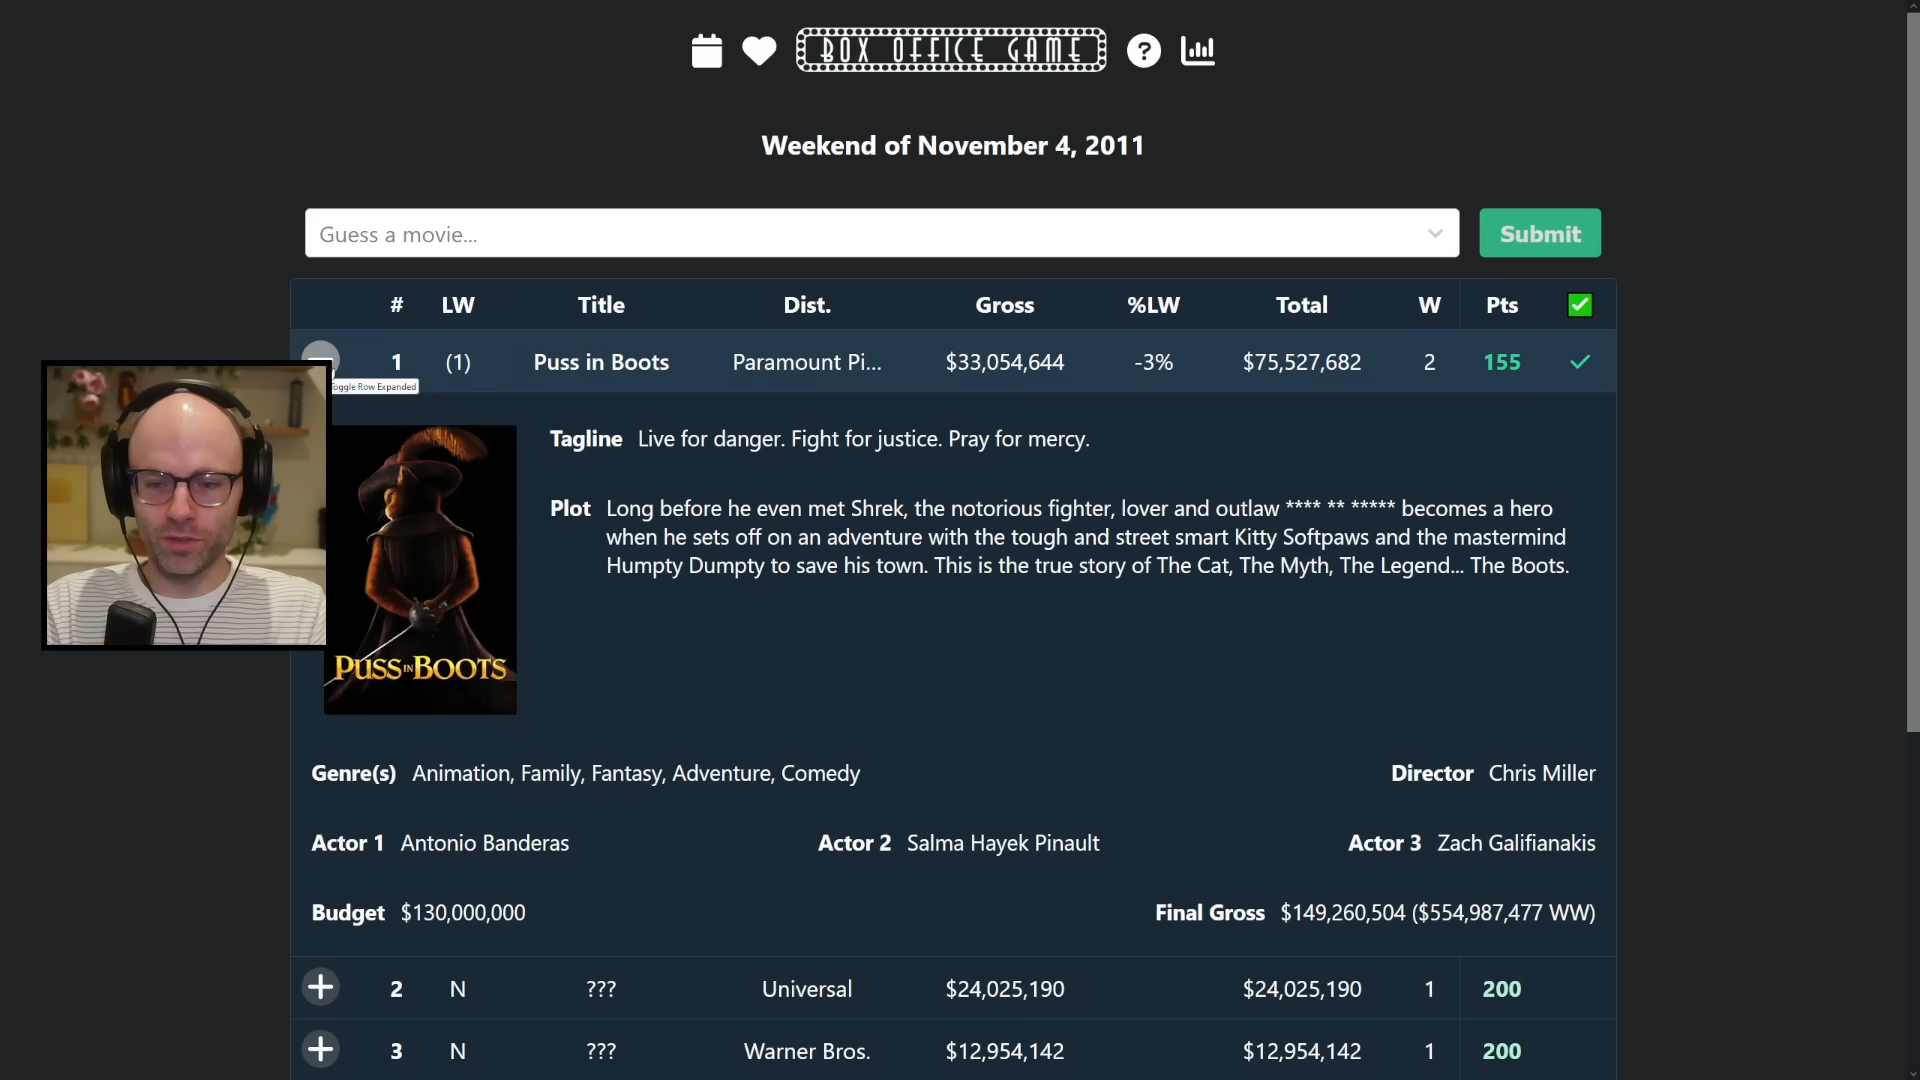 BOX OFFICE GAME
?
Weekend of November 4, 2011
Guess a movie...
Submit
# LW Title Dist. Gross %LW Total W Pts
1 (1) Puss in Boots Paramount Pi... $33,054,644 -3% $75,527,682 2 155
oggle Row Expanded
Tagline Live for danger. Fight for justice. Pray for mercy.
Plot Long before he even met Shrek, the notorious fighter, lover and outlaw **** ** ***** becomes a hero
when he sets off on an adventure with the tough and street smart Kitty Softpaws and the mastermind
Humpty Dumpty to save his town. This is the true story of The Cat, The Myth, The Legend... The Boots.
PUSS IN BOOTS
Genre(s) Animation, Family, Fantasy, Adventure, Comedy Director Chris Miller
Actor 1 Antonio Banderas Actor 2 Salma Hayek Pinault Actor 3 Zach Galifianakis
Budget $130,000,000 Final Gross $149,260,504 ($554,987,477 WW)
2 N ??? Universal $24,025,190 $24,025,190 1 200
3 N ??? Warner Bros. $12,954,142 $12,954,142 1 200